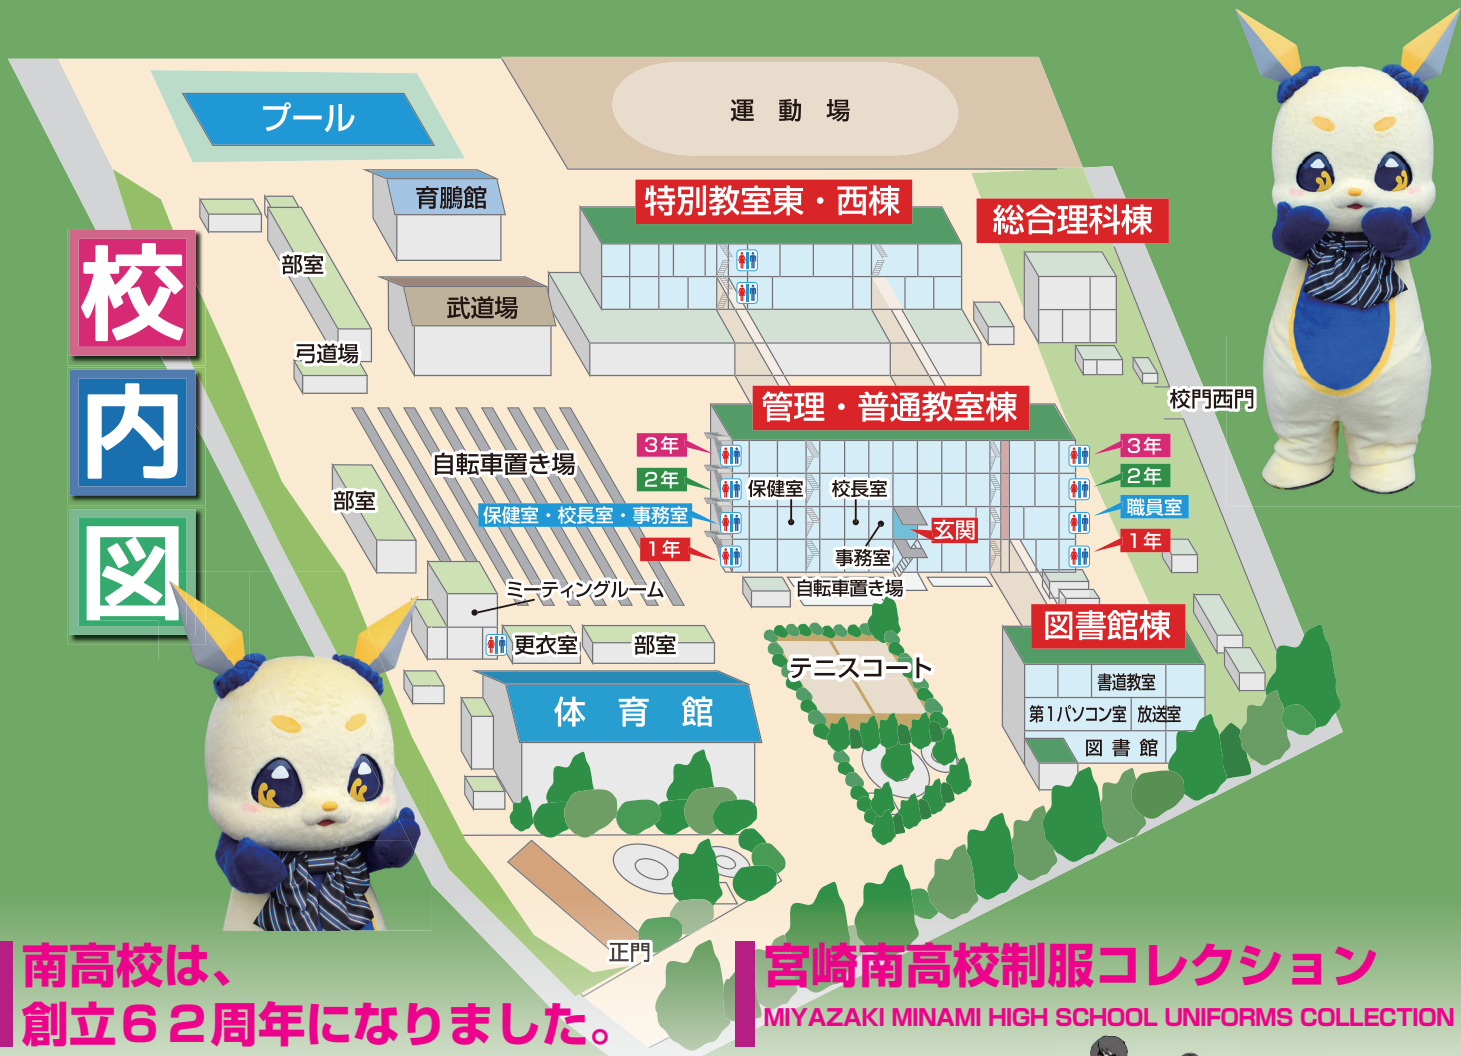 校内図
プール
運動場
育鵬館
特別教室東・西棟
総合理科棟
部室
武道場
弓道場
校門西門
管理・普通教室棟
3年
2年
保健室・校長室・事務室
1年
保健室
校長室
事務室
玄関
3年
2年
職員室
1年
自転車置き場
部室
自転車置き場
ミーティングルーム
更衣室
部室
図書館棟
テニスコート
書道教室
第1パソコン室
放送室
図書館
体育館
正門
南高校は、
創立62周年になりました。
宮崎南高校制服コレクション
MIYAZAKI MINAMI HIGH SCHOOL UNIFORMS COLLECTION